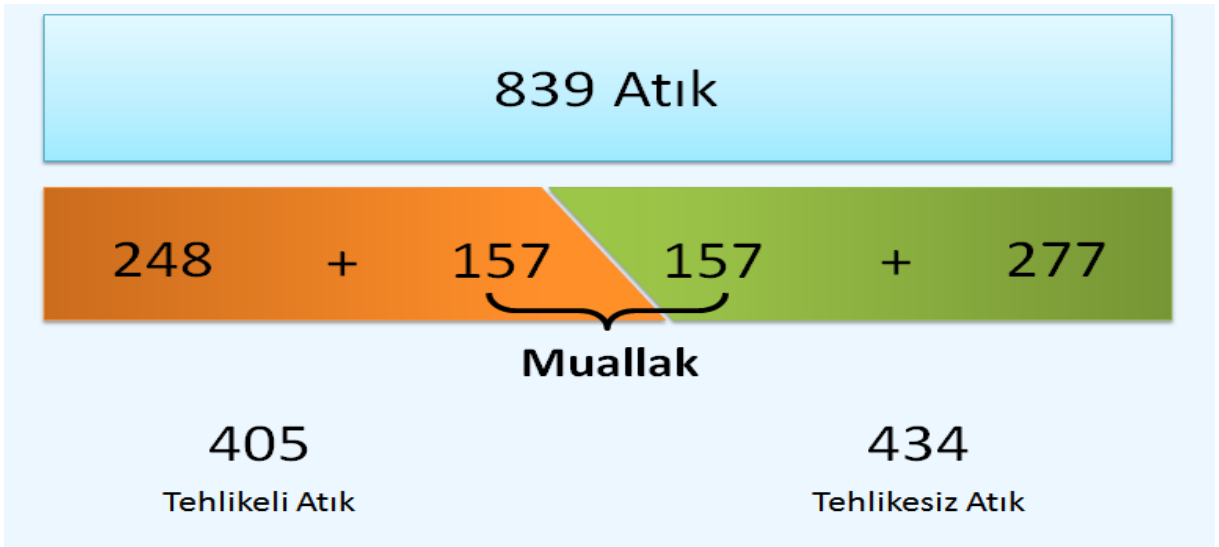 839 Atık
248 + 157 157 + 277
Muallak
405 434
Tehlikeli Atık Tehlikesiz Atık